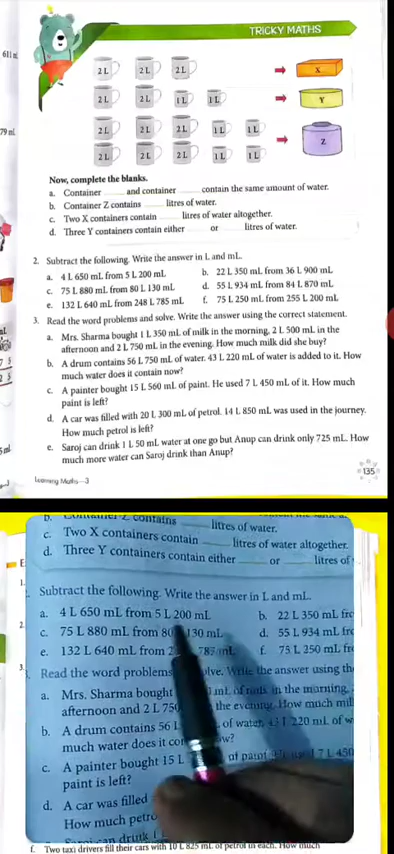 TRICKY MATHS
611 m
2 L 2 L 2 L X
2 L 2 L 1 L 1 L Y
79 ml
2 L 2 L 2 L 1 L 1 L
Z
2 L 2 L 2 L 1 L 1 L
Now, complete the blanks.
a. Container and container contain the same amount of water.
b. Container Z contains litres of water.
c. Two X containers contain litres of water altogether.
d. Three Y containers contain either or litres of water.
2. Subtract the following. Write the answer in L and mL.
a. 4 L 650 mL from 5 L 200 mL b. 22 L 350 mL from 36 L 900 mL
c. 75 L 880 mL from 80 L 130 mL d. 55 L 934 mL from 84 L 870 mL
e. 132 L 640 mL from 248 L 785 mL f. 75 L 250 mL from 255 L 200 mL
3. Read the word problems and solve. Write the answer using the correct statement.
a. Mrs. Sharma bought 1 L 350 mL of milk in the morning, 2 L 500 mL in the
afternoon and 2 L 750 mL in the evening. How much milk did she buy?
b. A drum contains 56 L 750 mL of water. 43 L 220 mL of water is added to it. How
much water does it contain now?
c. A painter bought 15 L 560 mL of paint. He used 7 L 450 mL of it. How much
paint is left?
d. A car was filled with 20 L 300 mL of petrol. 14 L 850 mL was used in the journey.
How much petrol is left?
e. Saroj can drink 1 L 50 mL water at one go but Anup can drink only 725 mL. How
much more water can Saroj drink than Anup?
135
Learning Maths—3
b. Container Z contains litres of water.
c. Two X containers contain litres of water altogether.
d. Three Y containers contain either or litres of
Subtract the following. Write the answer in L and mL.
a. 4 L 650 mL from 5 L 200 mL b. 22 L 350 mL fro
c. 75 L 880 mL from 80 130 mL d. 55 L 934 mL fro
e. 132 L 640 mL from 2 785 mL f. 75 L 250 mL fr
3. Read the word problems olve. Write the answer using th
a. Mrs. Sharma bought mL of milk in the morning,
afternoon and 2 L 750 the evening. How much mil
b. A drum contains 56 L of water. 43 L 220 mL of w
much water does it con ow?
c. A painter bought 15 L of paint. 7 L 450
paint is left?
d. A car was filled
How much petro
Saroj can drink 1 L
f. Two taxi drivers fill their cars with 10 L 825 mL of petrol in each. How much